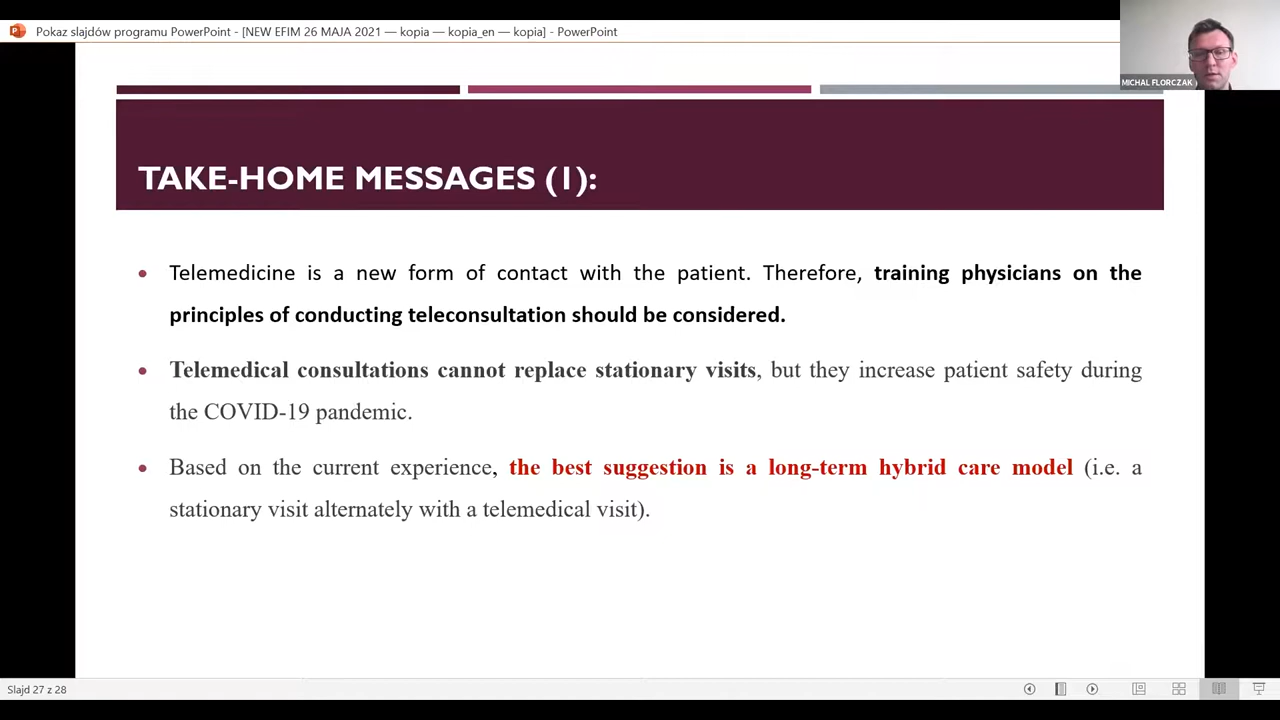 Pokaz slajdów programu PowerPoint - [NEW EFIM 26 MAJA 2021 — kopia — kopia_en — kopia] - PowerPoint
MICHAL FLORCZAK
TAKE-HOME MESSAGES (1):
• Telemedicine is a new form of contact with the patient. Therefore, training physicians on the
principles of conducting teleconsultation should be considered.
• Telemedical consultations cannot replace stationary visits, but they increase patient safety during
the COVID-19 pandemic.
• Based on the current experience, the best suggestion is a long-term hybrid care model (i.e. a
stationary visit alternately with a telemedical visit).
Slajd 27 z 28